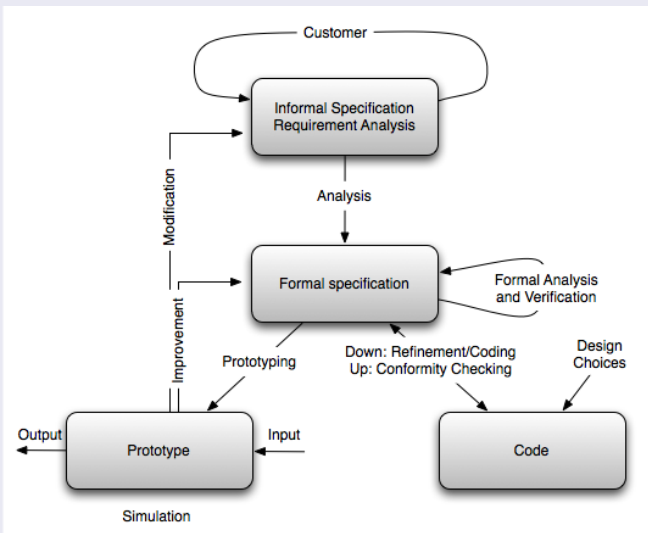 Customer
Informal Specification
Requirement Analysis
Modification
Analysis
Formal specification
Formal Analysis
and Verification
Improvement
Prototyping
Down: Refinement/Coding
Up: Conformity Checking
Design
Choices
Output
Prototype
Input
Code
Simulation